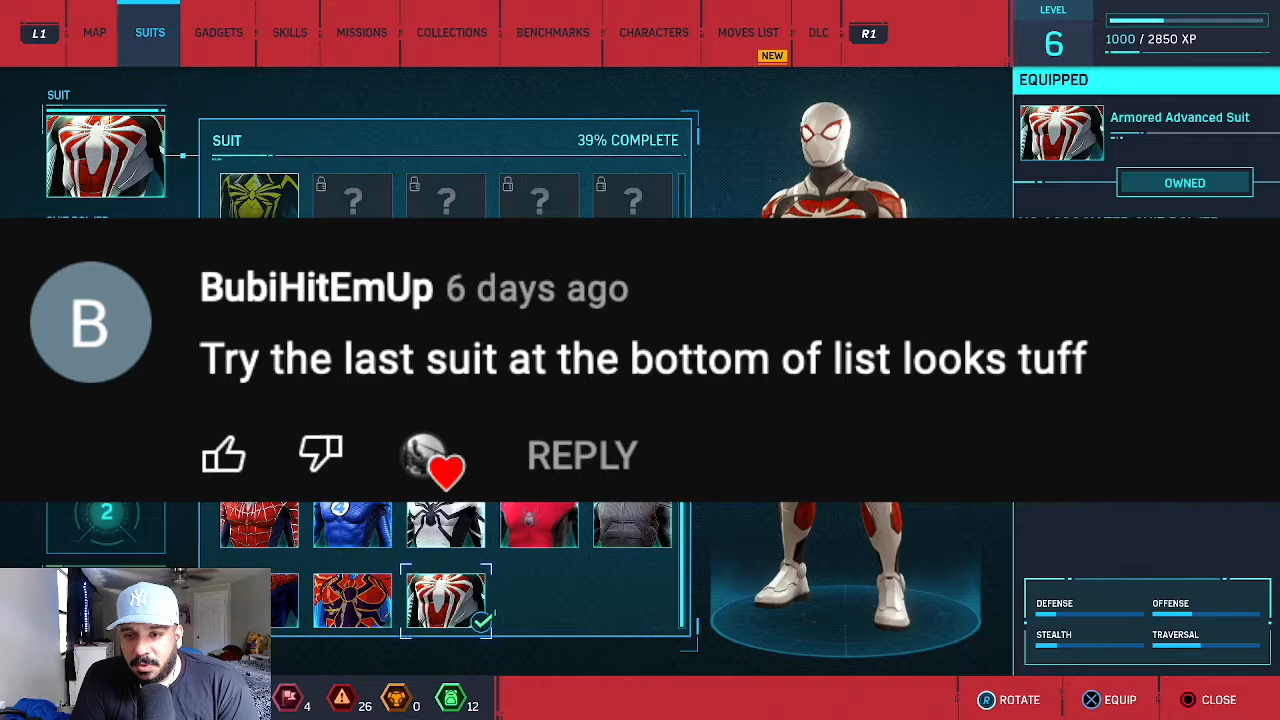 L1 MAP SUITS GADGETS SKILLS MISSIONS COLLECTIONS BENCHMARKS CHARACTERS MOVES LIST DLC R1
NEW
LEVEL
6
1000 / 2850 XP
EQUIPPED
Armored Advanced Suit
OWNED
SUIT
SUIT
39% COMPLETE
? ? ? ?
B
BubiHitEmUp 6 days ago
Try the last suit at the bottom of list looks tuff
REPLY
2
DEFENSE OFFENSE
STEALTH TRAVERSAL
4 26 0 12
R ROTATE EQUIP CLOSE